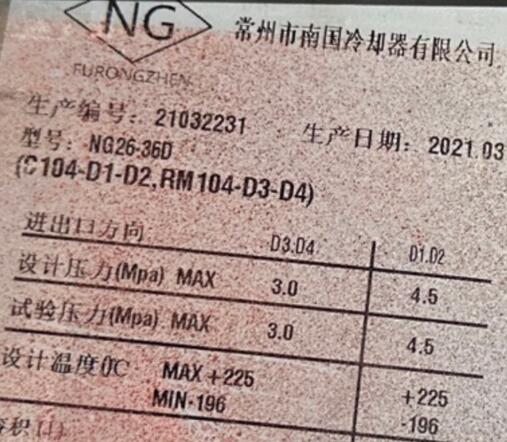 NG
常州市南国冷却器有限公司
FURONGZHEN
生产编号: 21032231 生产日期: 2021.03
型号: NG26-36D
(C104-D1-D2,RM104-D3-D4)
进出口方向 D3.D4 D1.D2
设计压力(Mpa) MAX 3.0 4.5
试验压力(Mpa) MAX 3.0 4.5
设计温度0℃ MAX +225 +225
MIN-196 -196
容积(L)